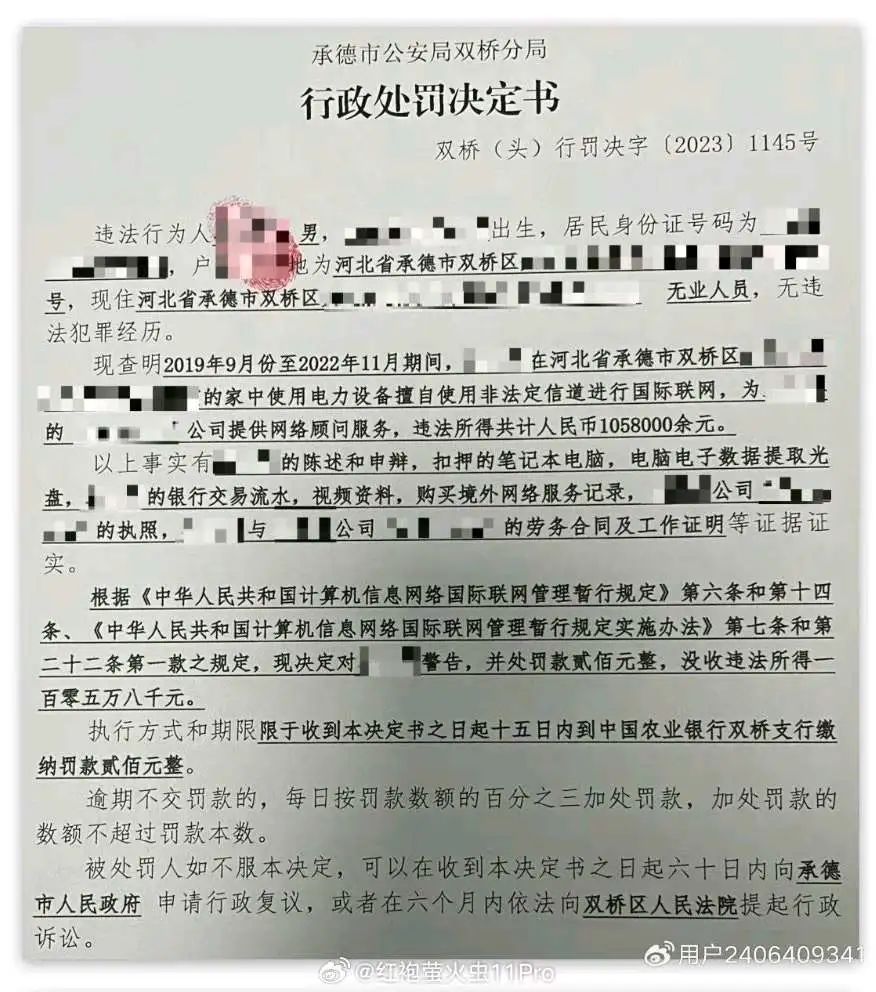 承德市公安局双桥分局
行政处罚决定书
双桥（头）行罚决字〔2023〕1145号
违法行为人 男， 出生，居民身份证号码为
，户 地为河北省承德市双桥区
号，现住河北省承德市双桥区 无业人员，无违
法犯罪经历。
现查明2019年9月份至2022年11月期间， 在河北省承德市双桥区
的家中使用电力设备擅自使用非法定信道进行国际联网，为
的 公司提供网络顾问服务，违法所得共计人民币1058000余元。
以上事实有 的陈述和申辩，扣押的笔记本电脑，电脑电子数据提取光
盘， 的银行交易流水，视频资料，购买境外网络服务记录， 公司
的执照， 与 公司 的劳务合同及工作证明等证据证
实。
根据《中华人民共和国计算机信息网络国际联网管理暂行规定》第六条和第十四
条、《中华人民共和国计算机信息网络国际联网管理暂行规定实施办法》第七条和第
二十二条第一款之规定，现决定对 警告，并处罚款贰佰元整，没收违法所得一
百零五万八千元。
执行方式和期限限于收到本决定书之日起十五日内到中国农业银行双桥支行缴
纳罚款贰佰元整。
逾期不交罚款的，每日按罚款数额的百分之三加处罚款，加处罚款的
数额不超过罚款本数。
被处罚人如不服本决定，可以在收到本决定书之日起六十日内向承德
市人民政府 申请行政复议，或者在六个月内依法向双桥区人民法院提起行政
诉讼。
用户2406409341
@红袍萤火虫11Pro